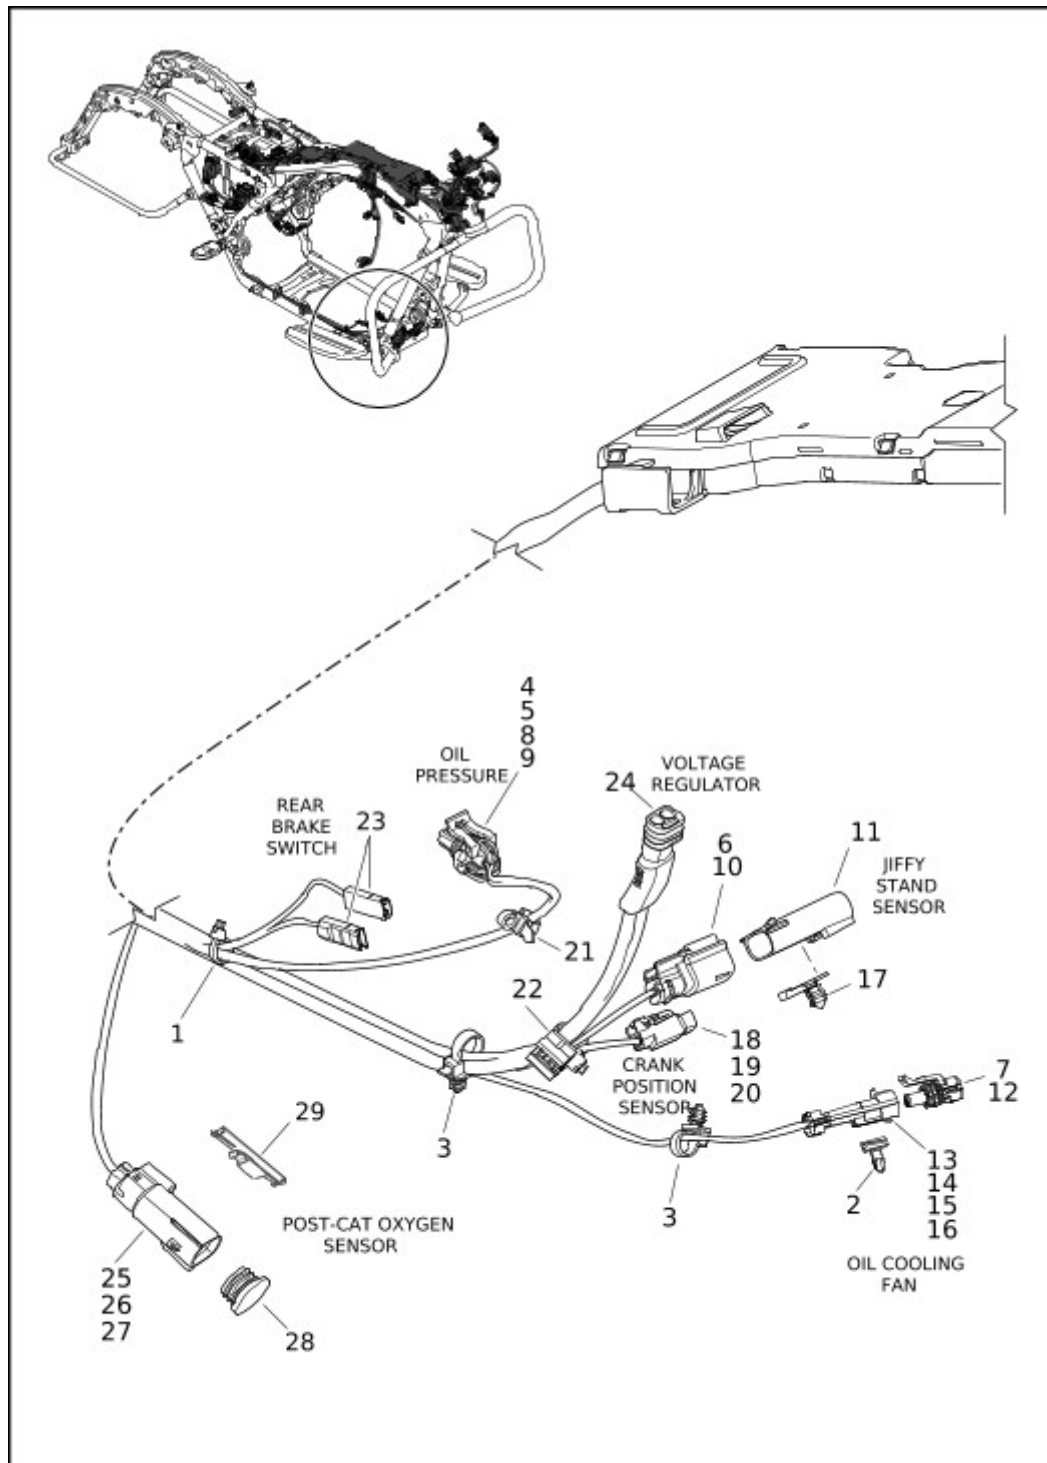 4
5
8
9
OIL
PRESSURE
VOLTAGE
REGULATOR
24
REAR
BRAKE
SWITCH
23
6
10
11
JIFFY
STAND
SENSOR
21
22
17
1
18
19
20
CRANK
POSITION
SENSOR
7
12
29
3
3
2
13
14
15
16
POST-CAT OXYGEN
SENSOR
OIL COOLING
FAN
25
26
27
28